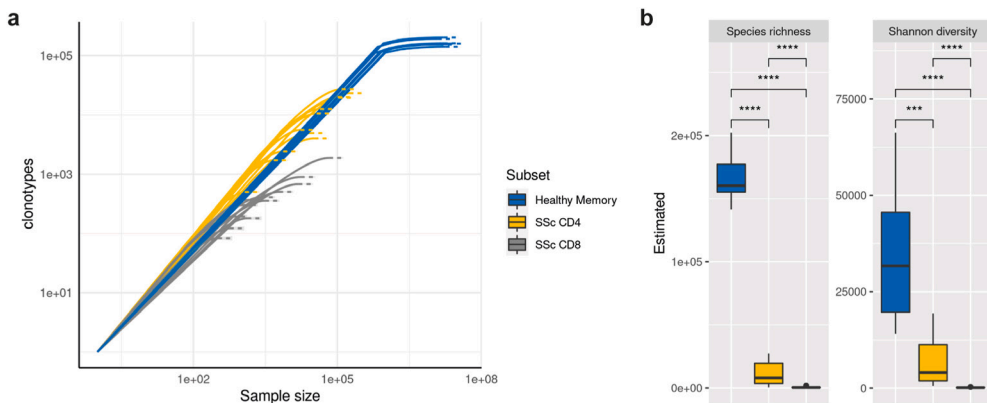 a
clonotypes
1e+05
1e+03
1e+01
1e+02
1e+05
1e+08
Sample size
Subset
Healthy Memory
SSc CD4
SSc CD8
b
Species richness
Shannon diversity
Estimated
2e+05
1e+05
0e+00
****
****
****
75000
50000
25000
0
****
****
***